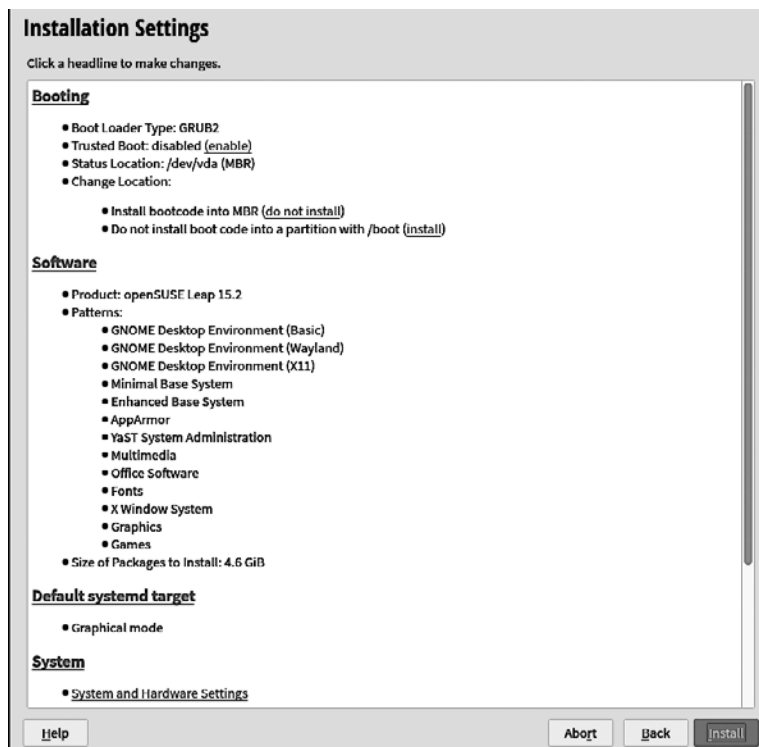 Installation Settings
Click a headline to make changes.
Booting
Boot Loader Type: GRUB2
Trusted Boot: disabled (enable)
Status Location: /dev/vda (MBR)
Change Location:
Install bootcode into MBR (do not install)
Do not install boot code into a partition with /boot (install)
Software
Product: openSUSE Leap 15.2
Patterns:
GNOME Desktop Environment (Basic)
GNOME Desktop Environment (Wayland)
GNOME Desktop Environment (X11)
Minimal Base System
Enhanced Base System
AppArmor
YaST System Administration
Multimedia
Office Software
Fonts
X Window System
Graphics
Games
Size of Packages to Install: 4.6 GiB
Default systemd target
Graphical mode
System
System and Hardware Settings
Help Abort Back Install